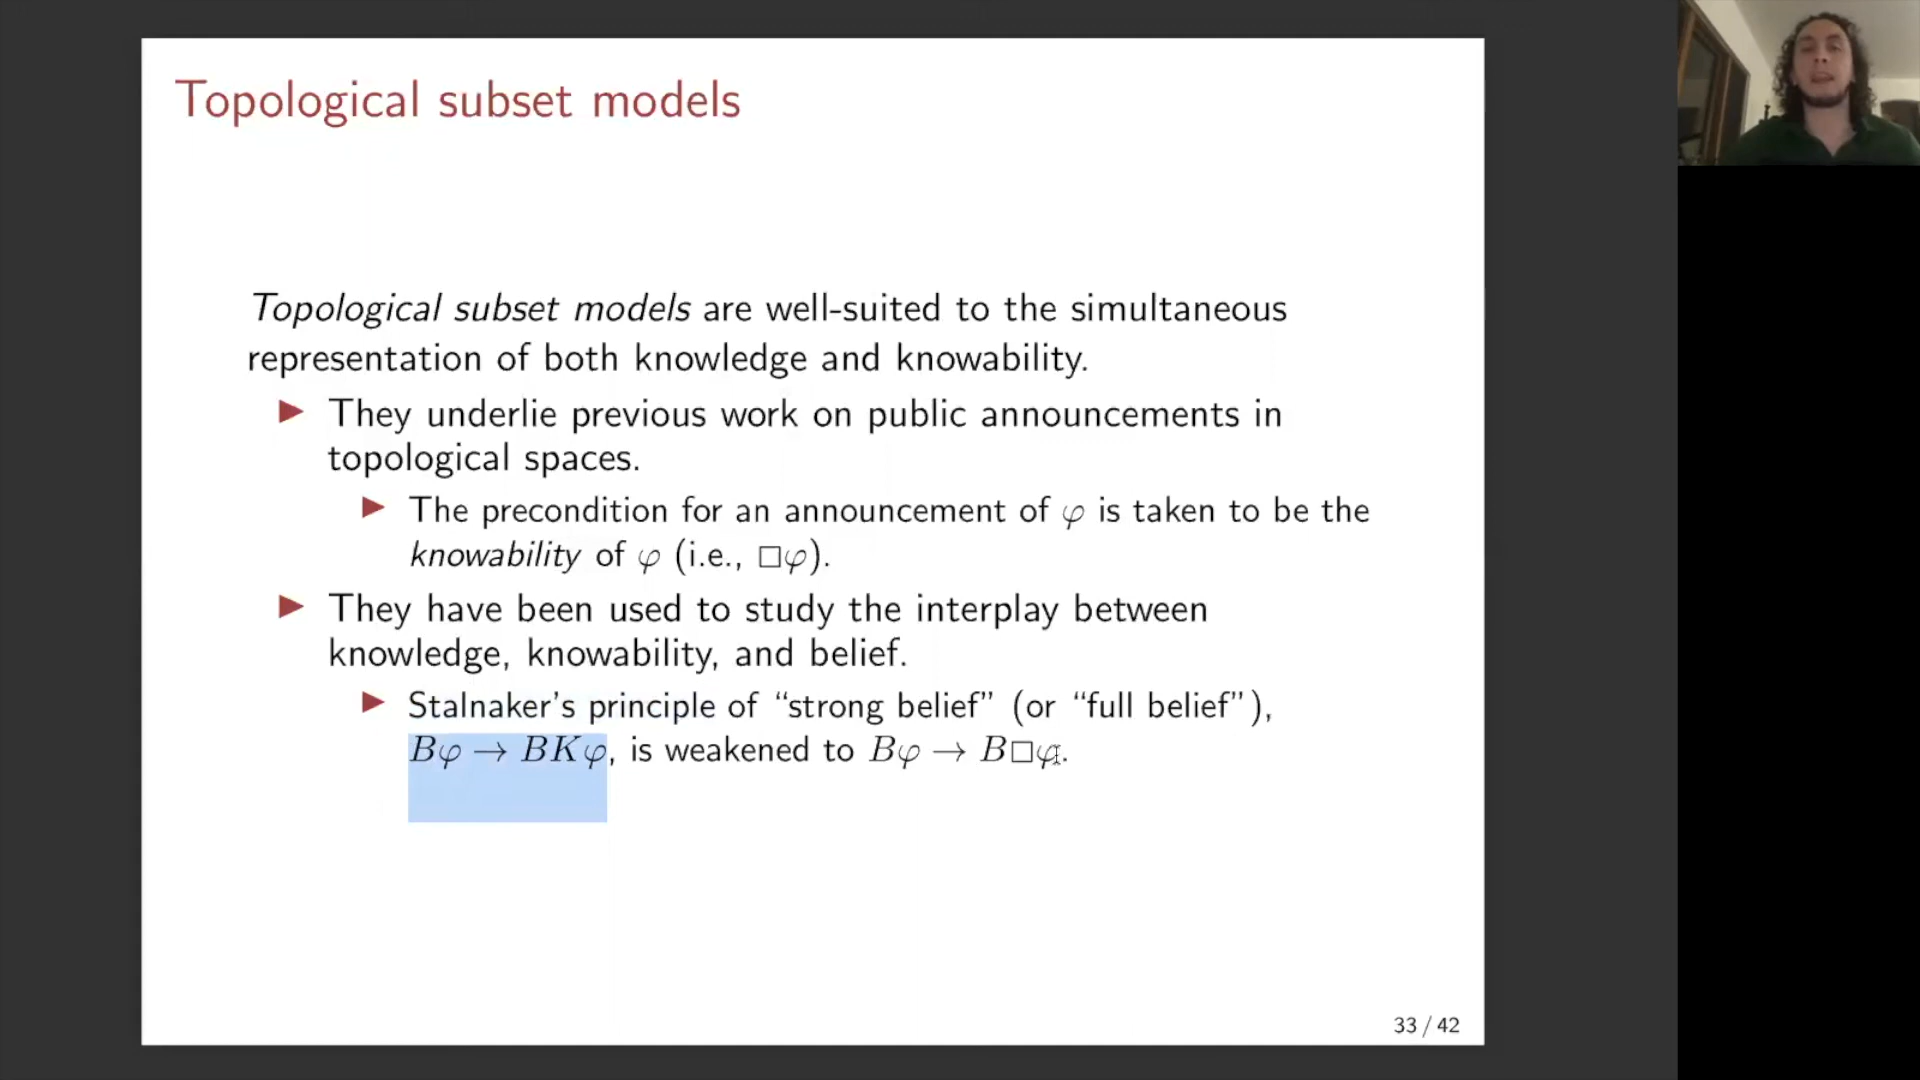 Topological subset models
Topological subset models are well-suited to the simultaneous
representation of both knowledge and knowability.
▶ They underlie previous work on public announcements in
topological spaces.
▶ The precondition for an announcement of φ is taken to be the
knowability of φ (i.e., □φ).
▶ They have been used to study the interplay between
knowledge, knowability, and belief.
▶ Stalnaker's principle of “strong belief” (or “full belief”),
Bφ → BKφ, is weakened to Bφ → B□φ.
33 / 42